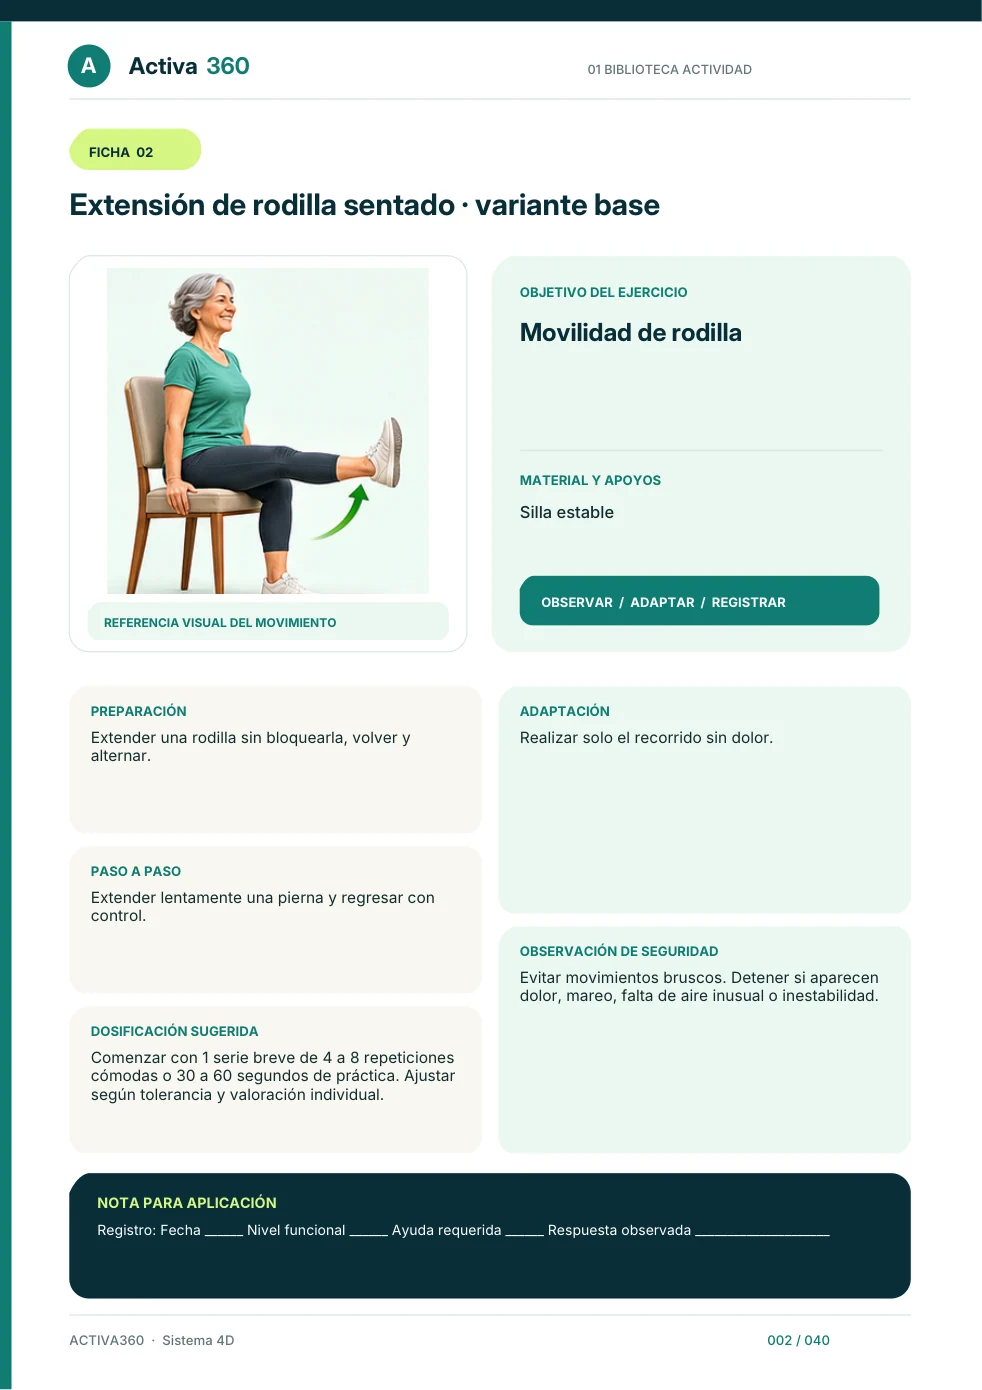 A Activa 360
01 BIBLIOTECA ACTIVIDAD
FICHA 02
Extensión de rodilla sentado · variante base
REFERENCIA VISUAL DEL MOVIMIENTO
OBJETIVO DEL EJERCICIO
Movilidad de rodilla
MATERIAL Y APOYOS
Silla estable
OBSERVAR / ADAPTAR / REGISTRAR
PREPARACIÓN
Extender una rodilla sin bloquearla, volver y
alternar.
PASO A PASO
Extender lentamente una pierna y regresar con
control.
DOSIFICACIÓN SUGERIDA
Comenzar con 1 serie breve de 4 a 8 repeticiones
cómodas o 30 a 60 segundos de práctica. Ajustar
según tolerancia y valoración individual.
ADAPTACIÓN
Realizar solo el recorrido sin dolor.
OBSERVACIÓN DE SEGURIDAD
Evitar movimientos bruscos. Detener si aparecen
dolor, mareo, falta de aire inusual o inestabilidad.
NOTA PARA APLICACIÓN
Registro: Fecha ______ Nivel funcional ______ Ayuda requerida ______ Respuesta observada _____________________
ACTIVA360 · Sistema 4D
002 / 040